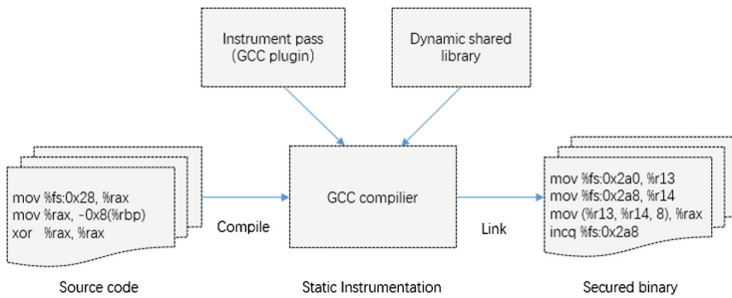 Instrument pass
(GCC plugin)
Dynamic shared
library
mov %fs:0x28, %rax
mov %rax, -0x8(%rbp)
xor %rax, %rax
Compile
GCC compilier
Link
mov %fs:0x2a0, %r13
mov %fs:0x2a8, %r14
mov (%r13, %r14, 8), %rax
incq %fs:0x2a8
Source code
Static Instrumentation
Secured binary